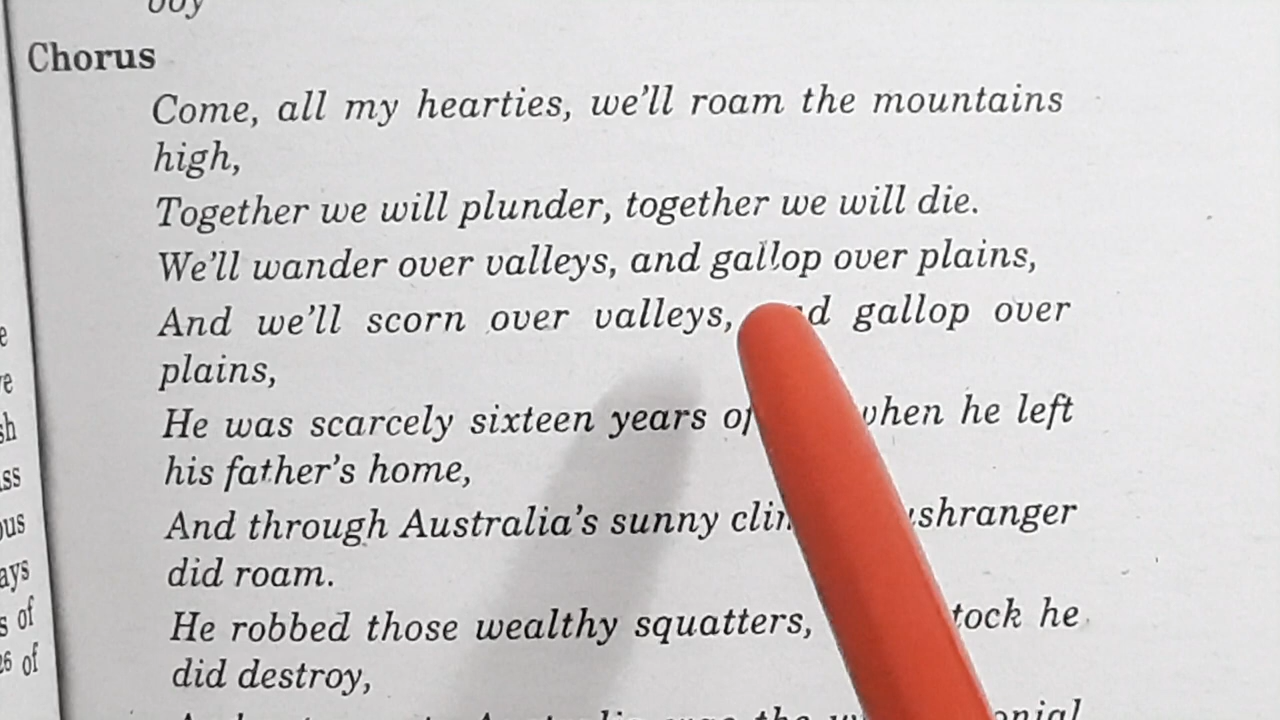 Chorus
Come, all my hearties, we'll roam the mountains
high,
Together we will plunder, together we will die.
We'll wander over valleys, and gallop over plains,
And we'll scorn over valleys, gallop over
plains,
He was scarcely sixteen years when he left
his father's home,
And through Australia's sunny
did roam.
He robbed those wealthy squatters, he
did destroy,
of
of